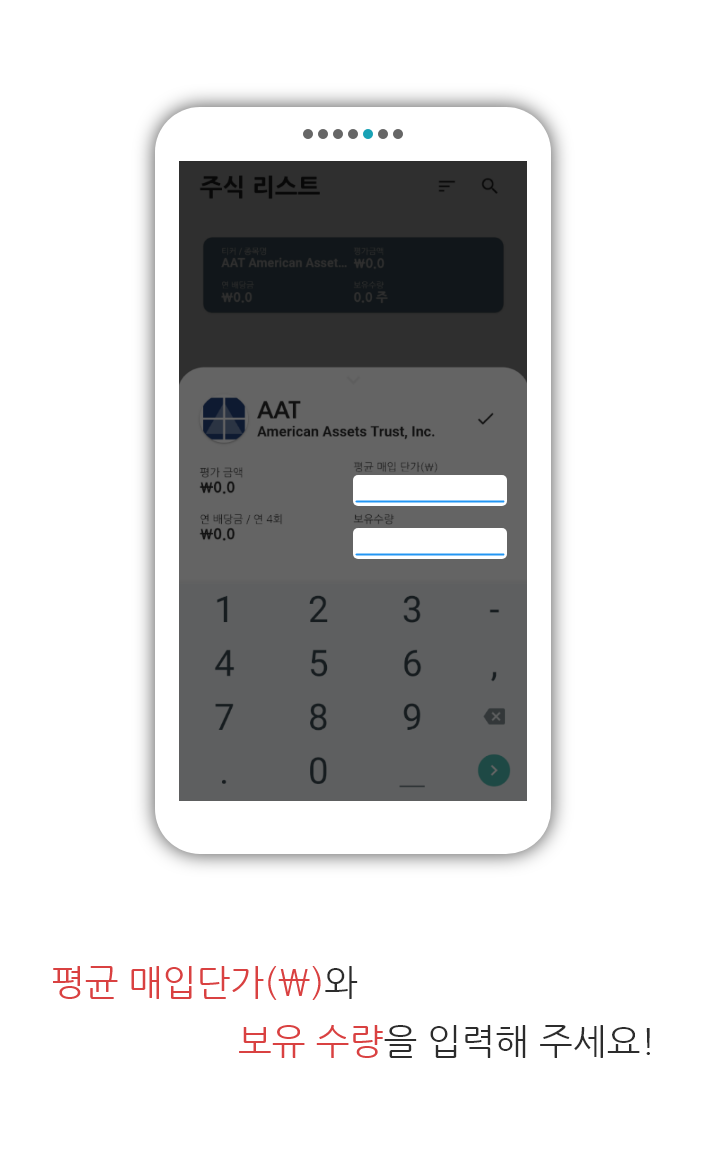 주식 리스트
티커 / 종목명
평가금액
AAT American Asset...
₩0.0
연 배당금
보유수량
₩0.0
0.0 주
AAT
American Assets Trust, Inc.
평가 금액
평균 매입 단가(₩)
₩0.0
연 배당금 / 연 4회
보유수량
₩0.0
1 2 3 -
4 5 6 ,
7 8 9
. 0 __
평균 매입단가(₩)와
보유 수량을 입력해 주세요!